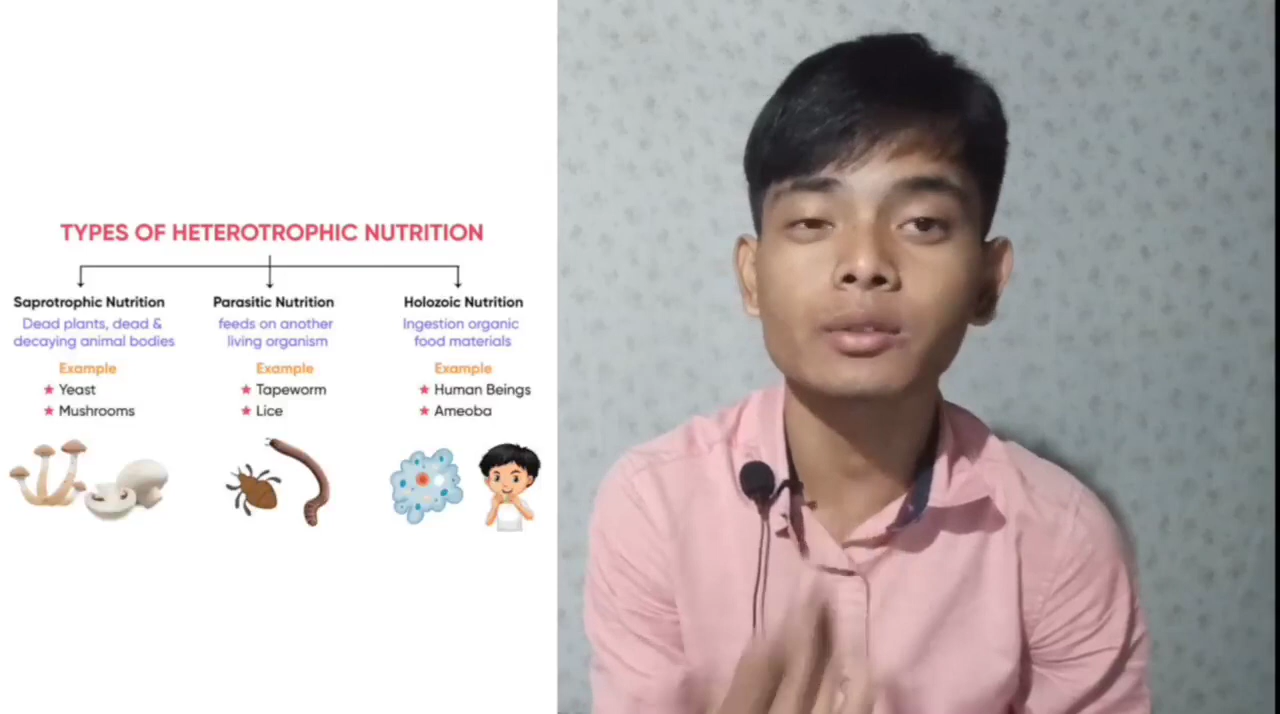 TYPES OF HETEROTROPHIC NUTRITION
Saprotrophic Nutrition
Dead plants, dead &
decaying animal bodies
Example
★ Yeast
★ Mushrooms
Parasitic Nutrition
feeds on another
living organism
Example
★ Tapeworm
★ Lice
Holozoic Nutrition
Ingestion organic
food materials
Example
★ Human Beings
★ Ameoba